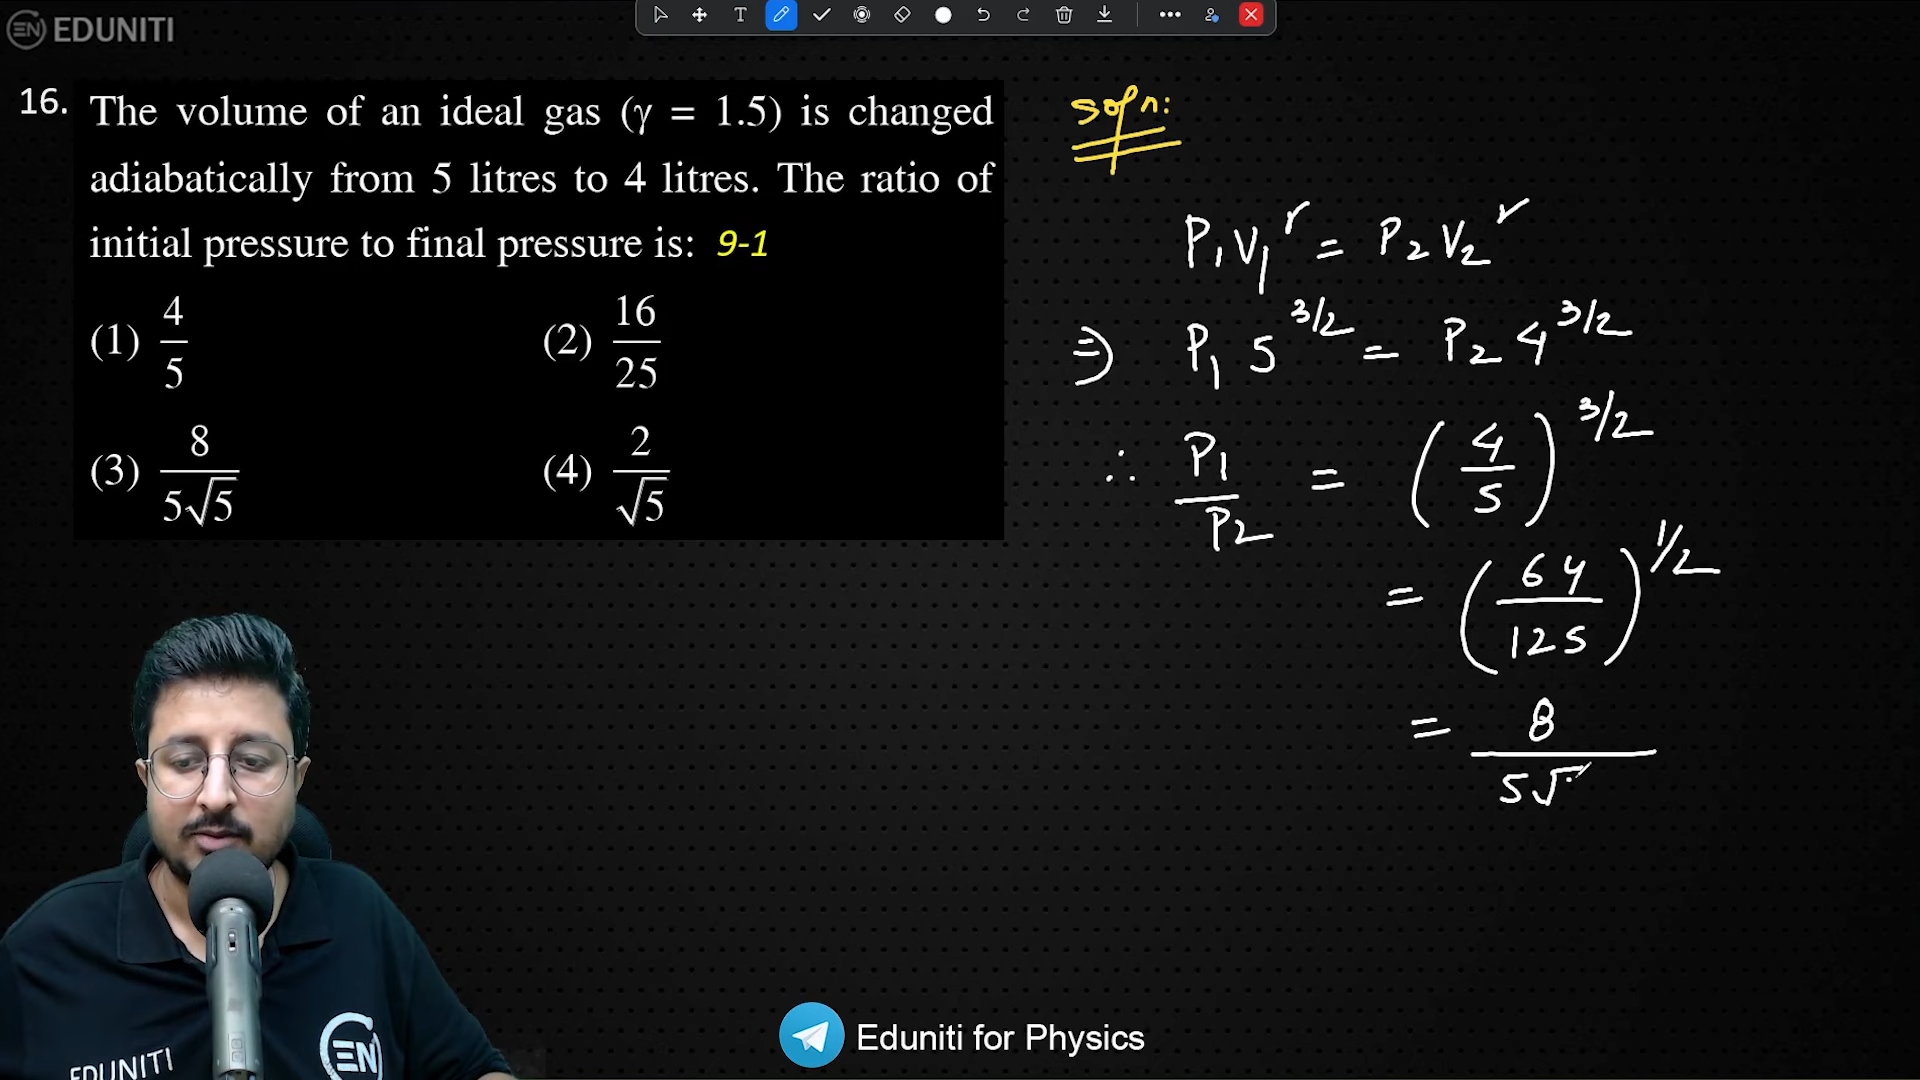 EDUNITI
16. The volume of an ideal gas (γ = 1.5) is changed
adiabatically from 5 litres to 4 litres. The ratio of
initial pressure to final pressure is: 9-1
(1) 4/5 (2) 16/25
(3) 8/5√5 (4) 2/√5
Soln:
P₁V₁^γ = P₂V₂^γ
⇒ P₁ 5^3/2 = P₂ 4^3/2
∴ P₁/P₂ = (4/5)^3/2
= (64/125)^1/2
= 8/5√
EDUNITI
EN
Eduniti for Physics